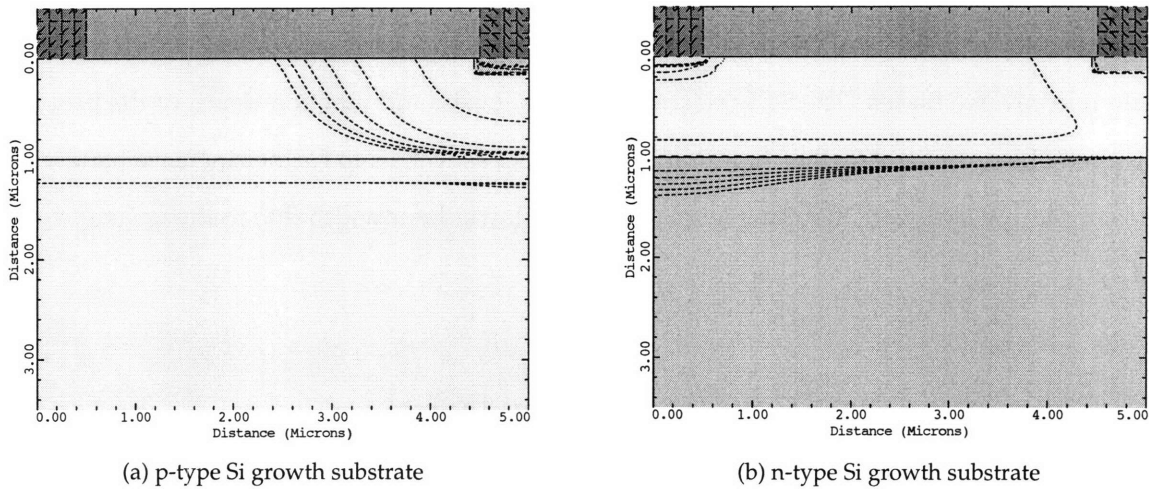 0.00
1.00
2.00
3.00
Distance (Microns)
0.00 1.00 2.00 3.00 4.00 5.00
Distance (Microns)
(a) p-type Si growth substrate
0.00
1.00
2.00
3.00
Distance (Microns)
0.00 1.00 2.00 3.00 4.00 5.00
Distance (Microns)
(b) n-type Si growth substrate